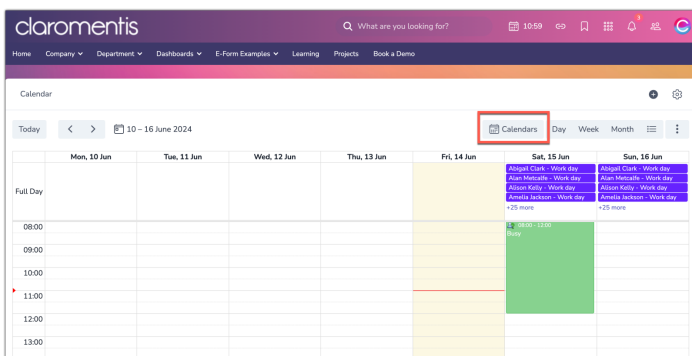 claromentis
What are you looking for?
10:59
3
Home Company Department Dashboards E-Form Examples Learning Projects Book a Demo
Calendar
Today 10 – 16 June 2024 Calendars Day Week Month
Mon, 10 Jun Tue, 11 Jun Wed, 12 Jun Thu, 13 Jun Fri, 14 Jun Sat, 15 Jun Sun, 16 Jun
Full Day
Abigail Clark - Work day Abigail Clark - Work day
Alan Metcalfe - Work day Alan Metcalfe - Work day
Alison Kelly - Work day Alison Kelly - Work day
Amelia Jackson - Work day Amelia Jackson - Work day
+25 more +25 more
08:00 08:00 - 12:00
Busy
09:00
10:00
11:00
12:00
13:00